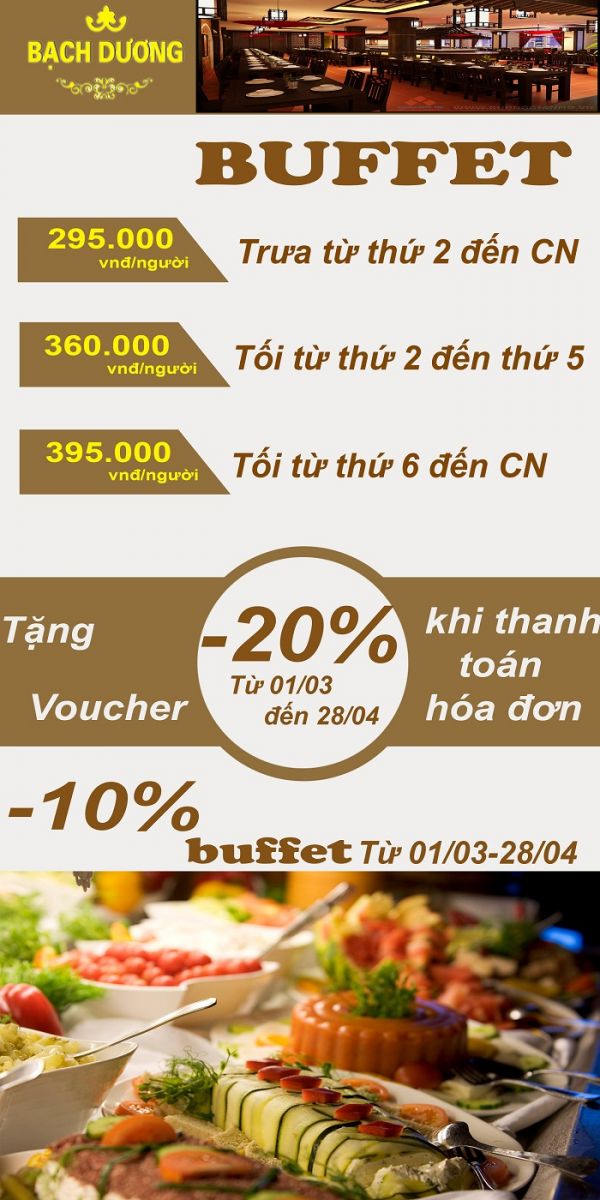 BẠCH DƯƠNG
BUFFET
295.000
vnđ/người
Trưa từ thứ 2 đến CN
360.000
vnđ/người
Tối từ thứ 2 đến thứ 5
395.000
vnđ/người
Tối từ thứ 6 đến CN
Tặng
Voucher
-20%
Từ 01/03
đến 28/04
khi thanh
toán
hóa đơn
-10%
buffet Từ 01/03-28/04